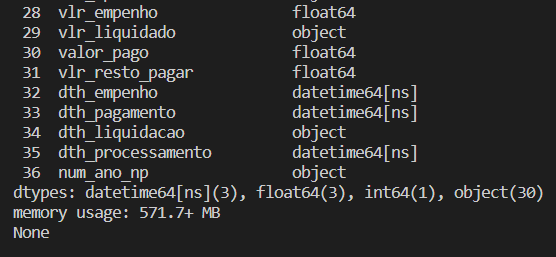 28 vlr_empenho float64
29 vlr_liquidado object
30 valor_pago float64
31 vlr_resto_pagar float64
32 dth_empenho datetime64[ns]
33 dth_pagamento datetime64[ns]
34 dth_liquidacao object
35 dth_processamento datetime64[ns]
36 num_ano_np object
dtypes: datetime64[ns](3), float64(3), int64(1), object(30)
memory usage: 571.7+ MB
None